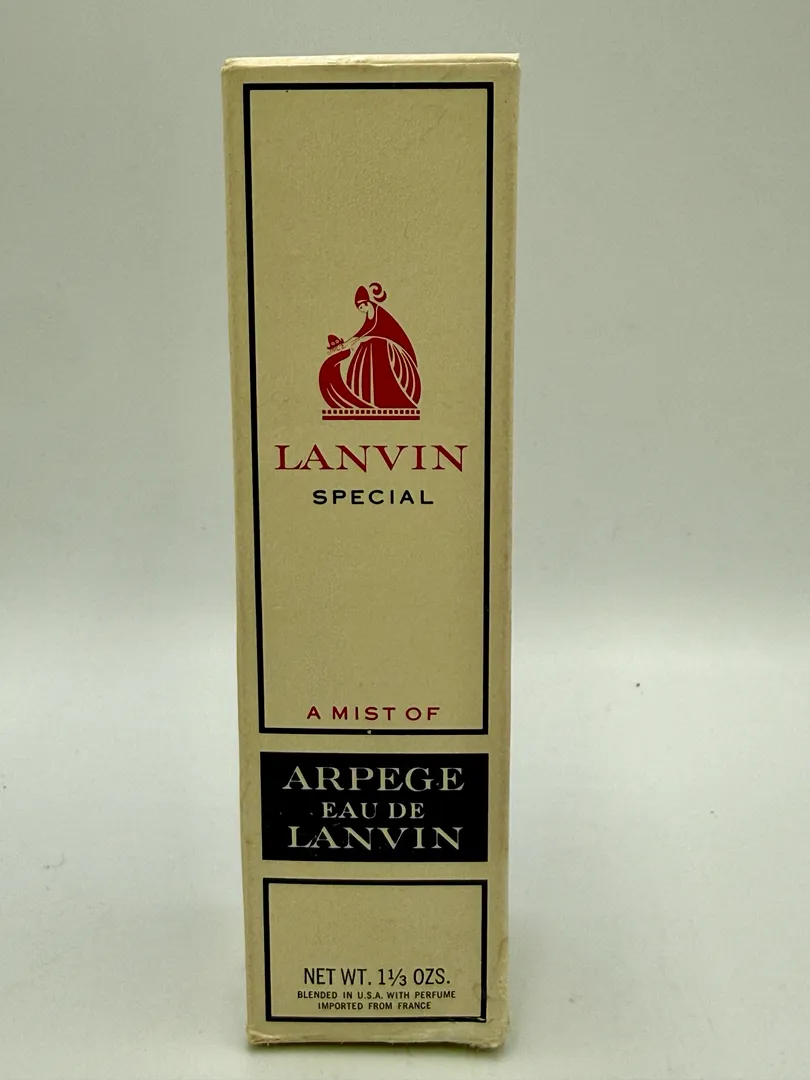 LANVIN
SPECIAL
A MIST OF
ARPEGE
EAU DE
LANVIN
NET WT. 1⅓ OZS.
BLENDED IN U.S.A. WITH PERFUME
IMPORTED FROM FRANCE